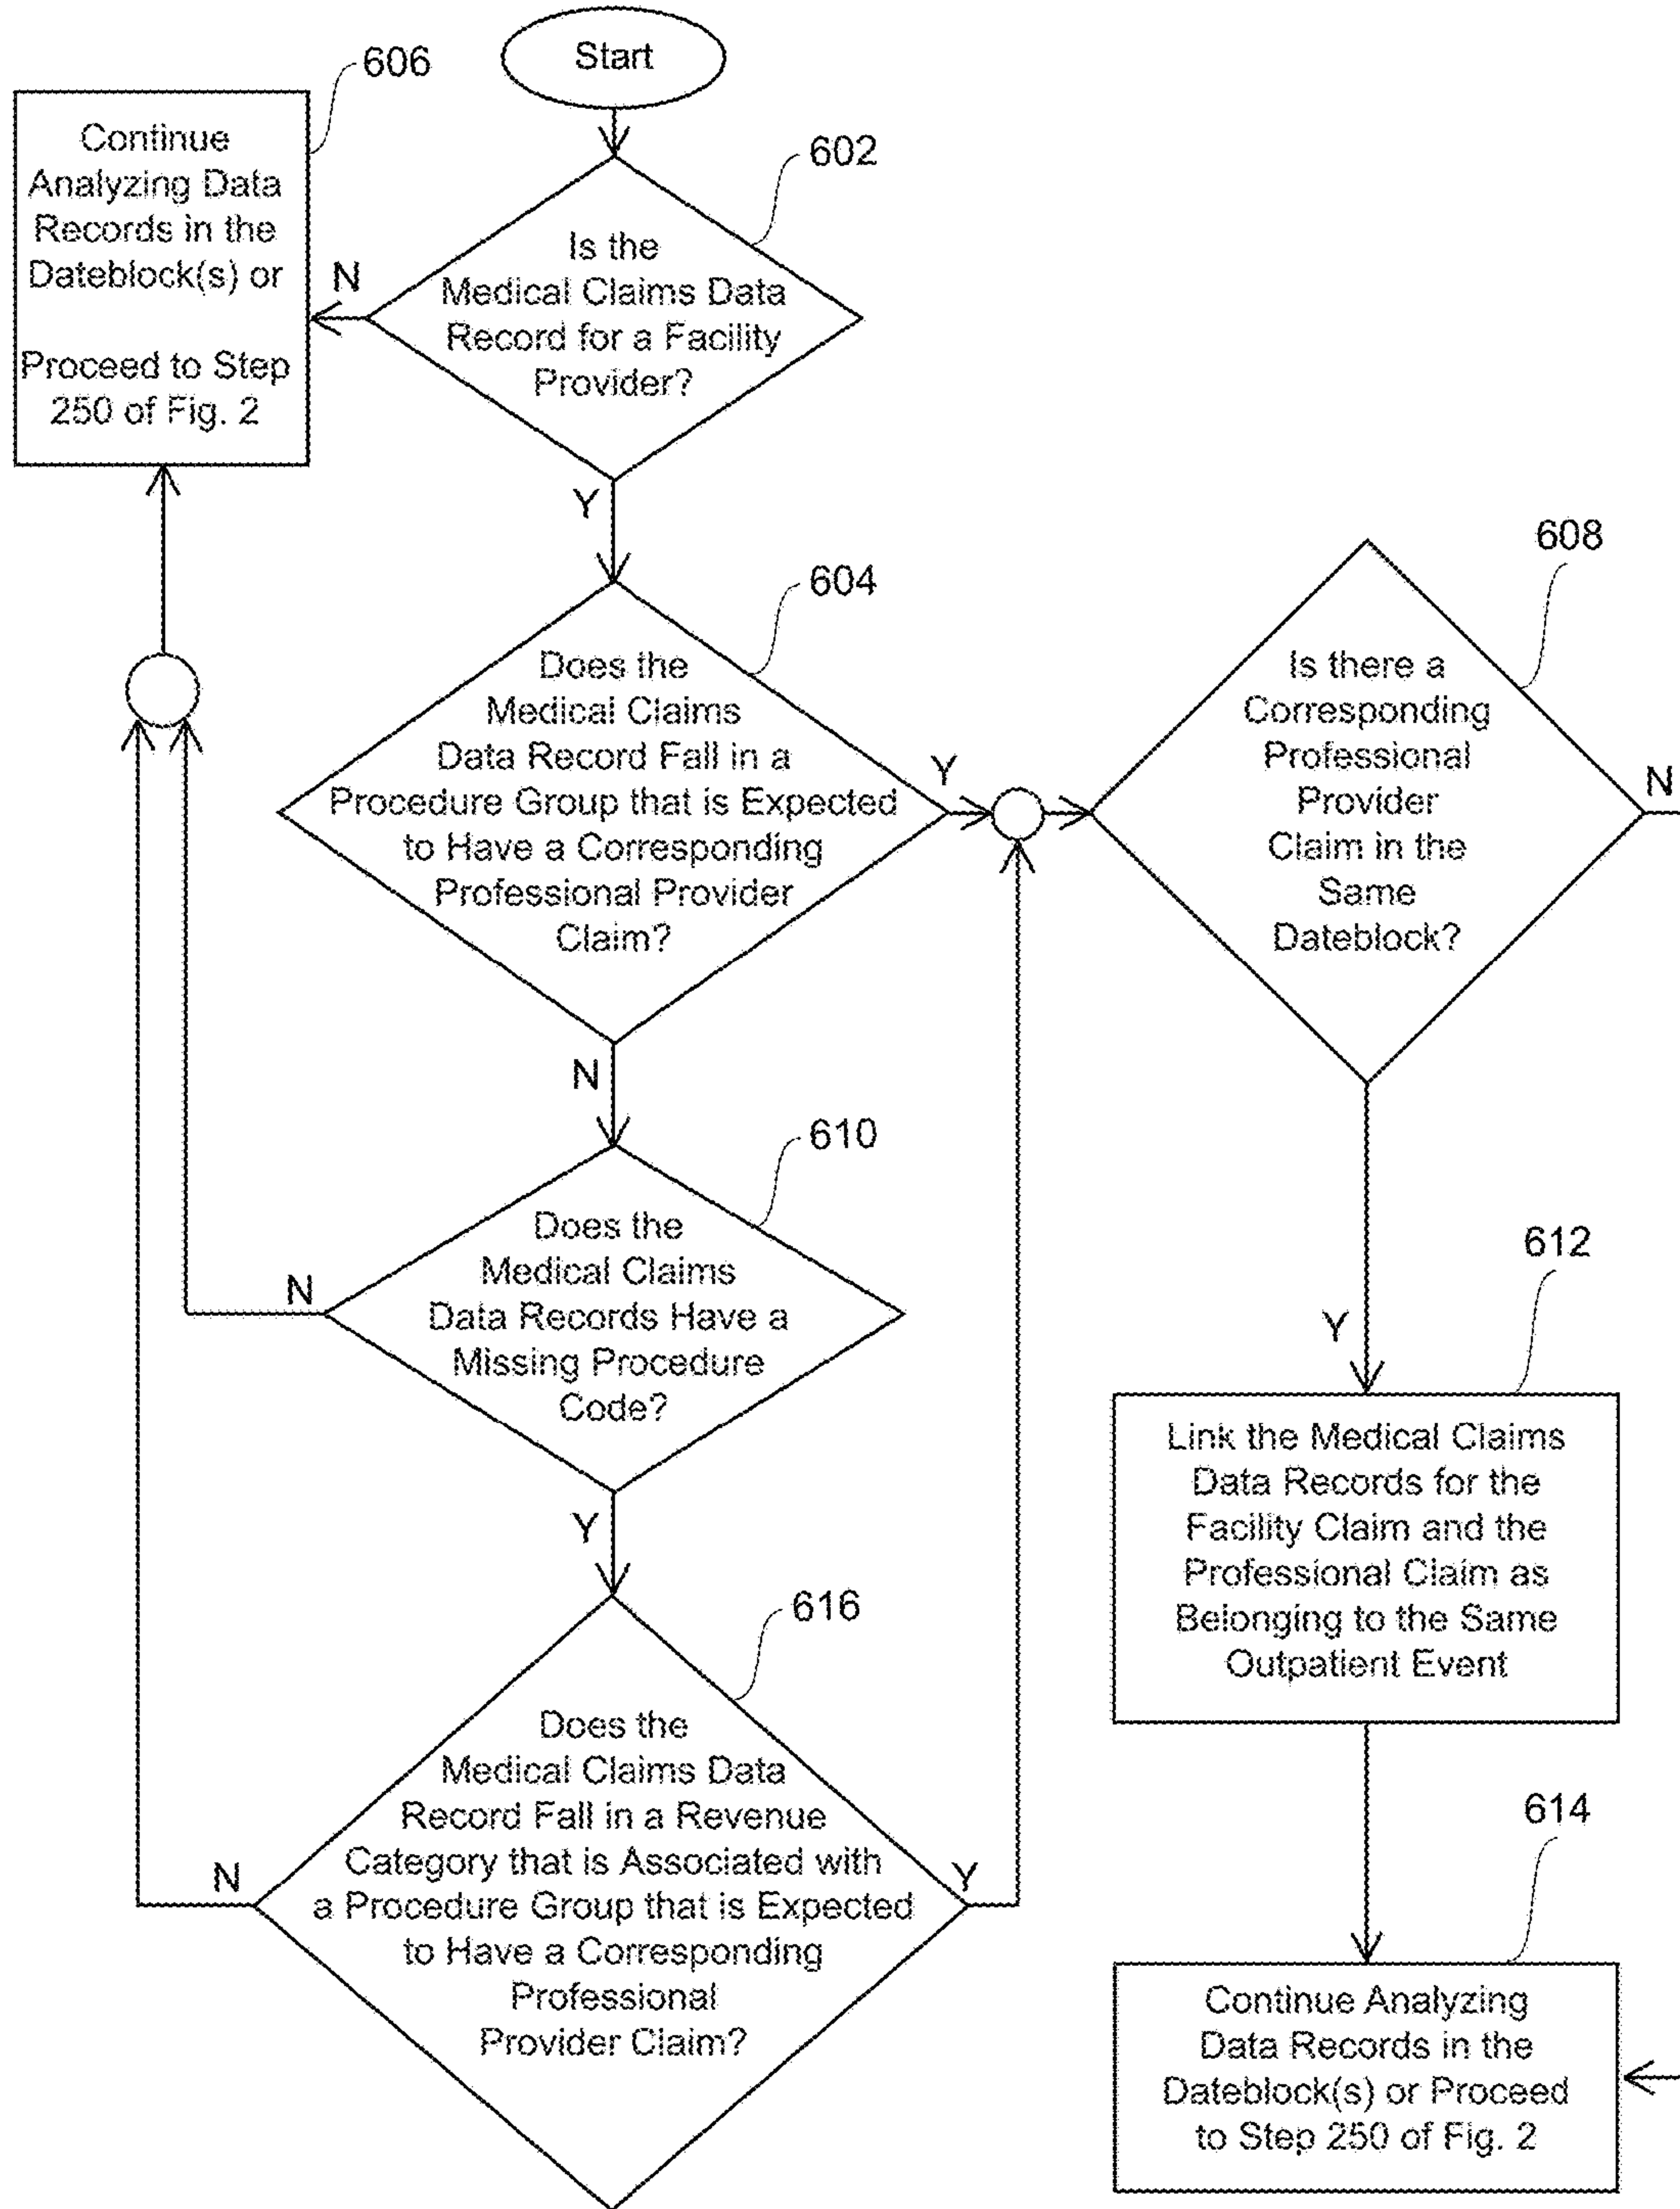 Start
606
Continue
Analyzing Data
Records in the
Dateblock(s) or
Proceed to Step
250 of Fig. 2
602
Is the
Medical Claims Data
Record for a Facility
Provider?
N
Y
604
Does the
Medical Claims
Data Record Fall in a
Procedure Group that is Expected
to Have a Corresponding
Professional Provider
Claim?
Y
N
608
Is there a
Corresponding
Professional
Provider
Claim in the
Same
Dateblock?
N
Y
610
Does the
Medical Claims
Data Records Have a
Missing Procedure
Code?
N
Y
612
Link the Medical Claims
Data Records for the
Facility Claim and the
Professional Claim as
Belonging to the Same
Outpatient Event
616
Does the
Medical Claims Data
Record Fall in a Revenue
Category that is Associated with
a Procedure Group that is Expected
to Have a Corresponding
Professional
Provider Claim?
N
Y
614
Continue Analyzing
Data Records in the
Dateblock(s) or Proceed
to Step 250 of Fig. 2